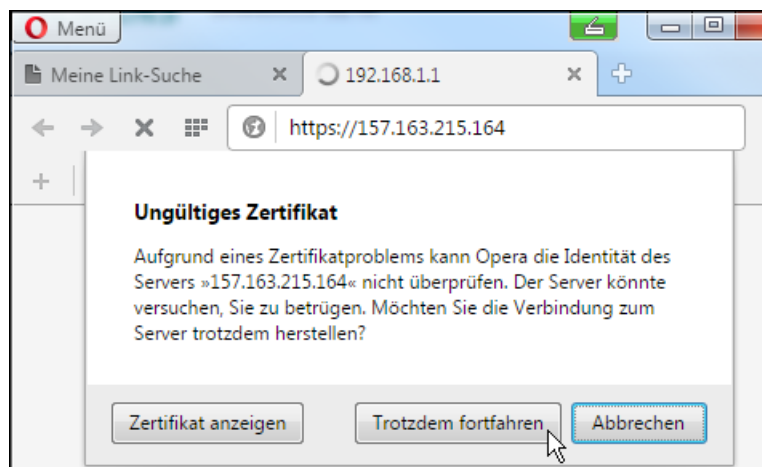 Menü
Meine Link-Suche
192.168.1.1
https://157.163.215.164
Ungültiges Zertifikat
Aufgrund eines Zertifikatproblems kann Opera die Identität des
Servers »157.163.215.164« nicht überprüfen. Der Server könnte
versuchen, Sie zu betrügen. Möchten Sie die Verbindung zum
Server trotzdem herstellen?
Zertifikat anzeigen
Trotzdem fortfahren
Abbrechen